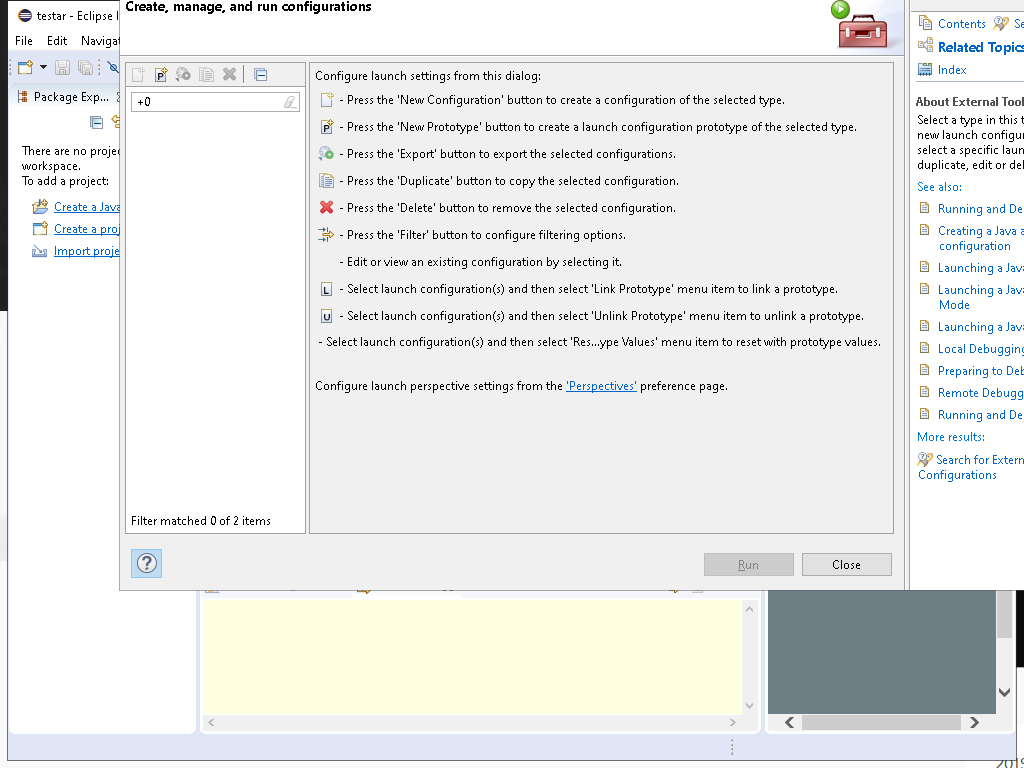 testar - Eclipse I
File Edit Navigat
Package Exp...
There are no projec
workspace.
To add a project:
Create a Java
Create a proj
Import proje
Create, manage, and run configurations
+0
Filter matched 0 of 2 items
Configure launch settings from this dialog:
- Press the 'New Configuration' button to create a configuration of the selected type.
- Press the 'New Prototype' button to create a launch configuration prototype of the selected type.
- Press the 'Export' button to export the selected configurations.
- Press the 'Duplicate' button to copy the selected configuration.
- Press the 'Delete' button to remove the selected configuration.
- Press the 'Filter' button to configure filtering options.
- Edit or view an existing configuration by selecting it.
L - Select launch configuration(s) and then select 'Link Prototype' menu item to link a prototype.
U - Select launch configuration(s) and then select 'Unlink Prototype' menu item to unlink a prototype.
- Select launch configuration(s) and then select 'Res...ype Values' menu item to reset with prototype values.
Configure launch perspective settings from the 'Perspectives' preference page.
Run
Close
Contents Se
Related Topics
Index
About External Tool
Select a type in this t
new launch configur
select a specific laun
duplicate, edit or del
See also:
Running and De
Creating a Java a
configuration
Launching a Java
Launching a Java
Mode
Launching a Java
Local Debugging
Preparing to Deb
Remote Debugg
Running and De
More results:
Search for Extern
Configurations
2019